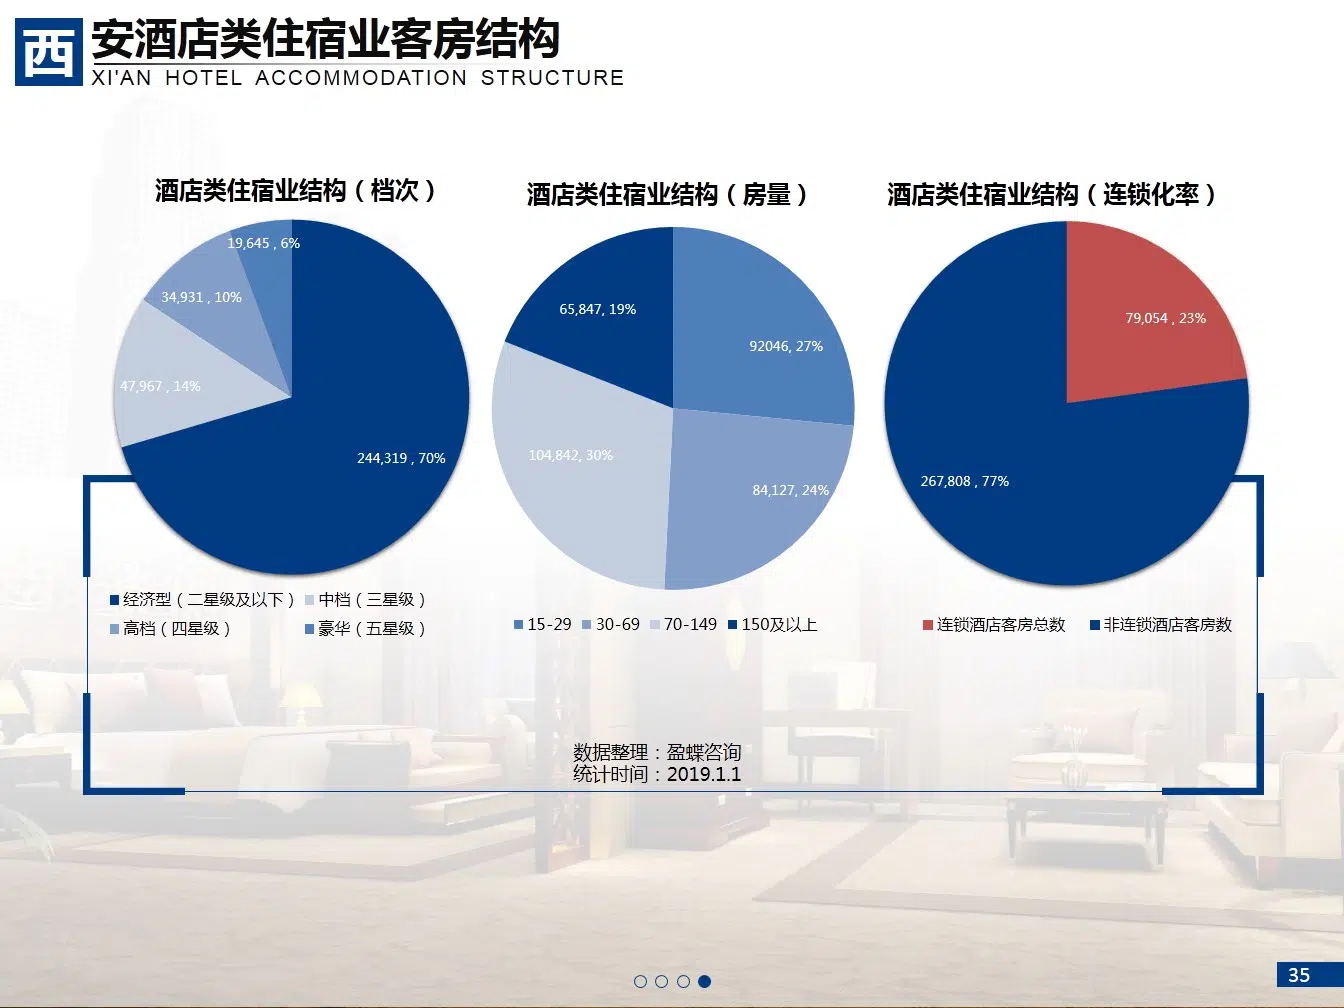 西安酒店类住宿业客房结构
XI'AN HOTEL ACCOMMODATION STRUCTURE
酒店类住宿业结构（档次）
19,645 , 6%
34,931 , 10%
47,967 , 14%
244,319 , 70%
经济型（二星级及以下） 中档（三星级）
高档（四星级） 豪华（五星级）
酒店类住宿业结构（房量）
65,847, 19%
92046, 27%
104,842, 30%
84,127, 24%
15-29 30-69 70-149 150及以上
酒店类住宿业结构（连锁化率）
79,054 , 23%
267,808 , 77%
连锁酒店客房总数 非连锁酒店客房数
数据整理：盈蝶咨询
统计时间：2019.1.1
35